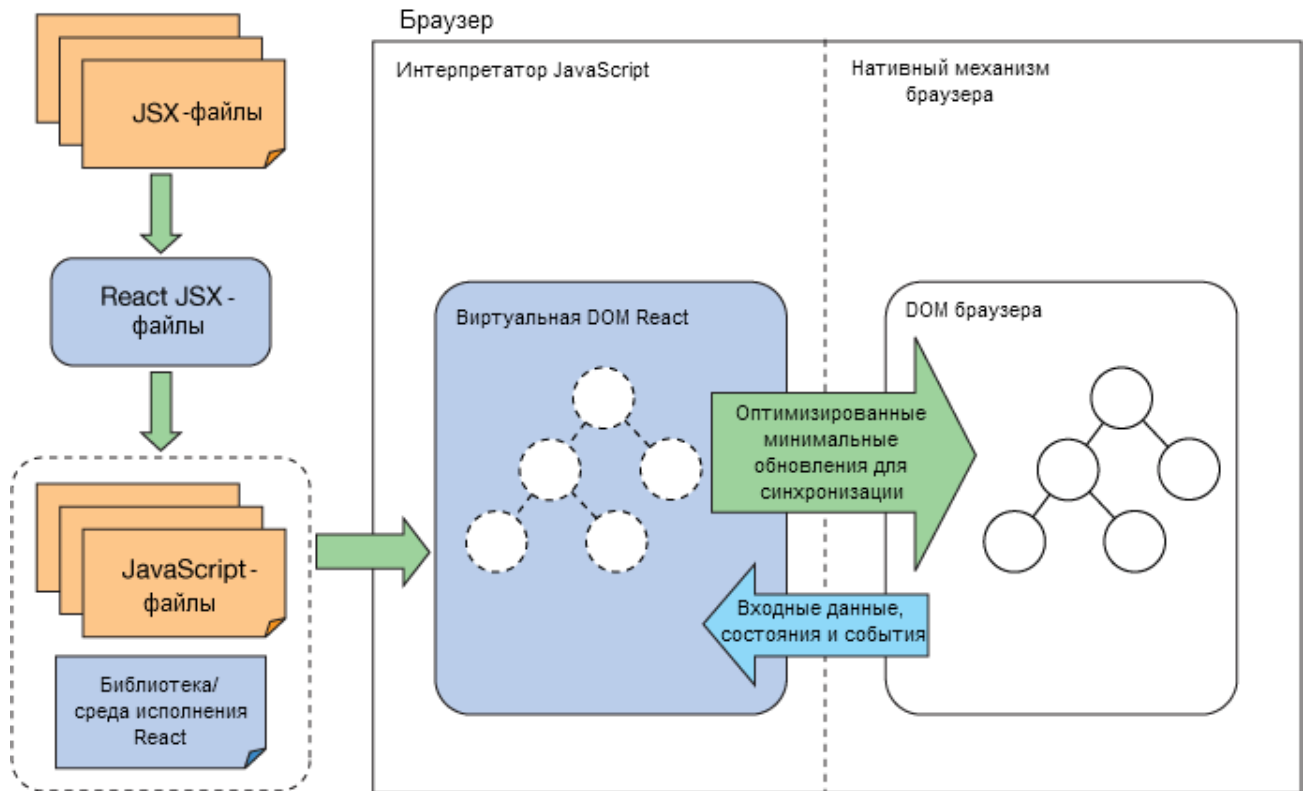 Браузер
JSX-файлы
Интерпретатор JavaScript
Нативный механизм
браузера
React JSX -
файлы
Виртуальная DOM React
DOM браузера
Оптимизированные
минимальные
обновления для
синхронизации
JavaScript-
файлы
Входные данные,
состояния и события
Библиотека/
среда исполнения
React